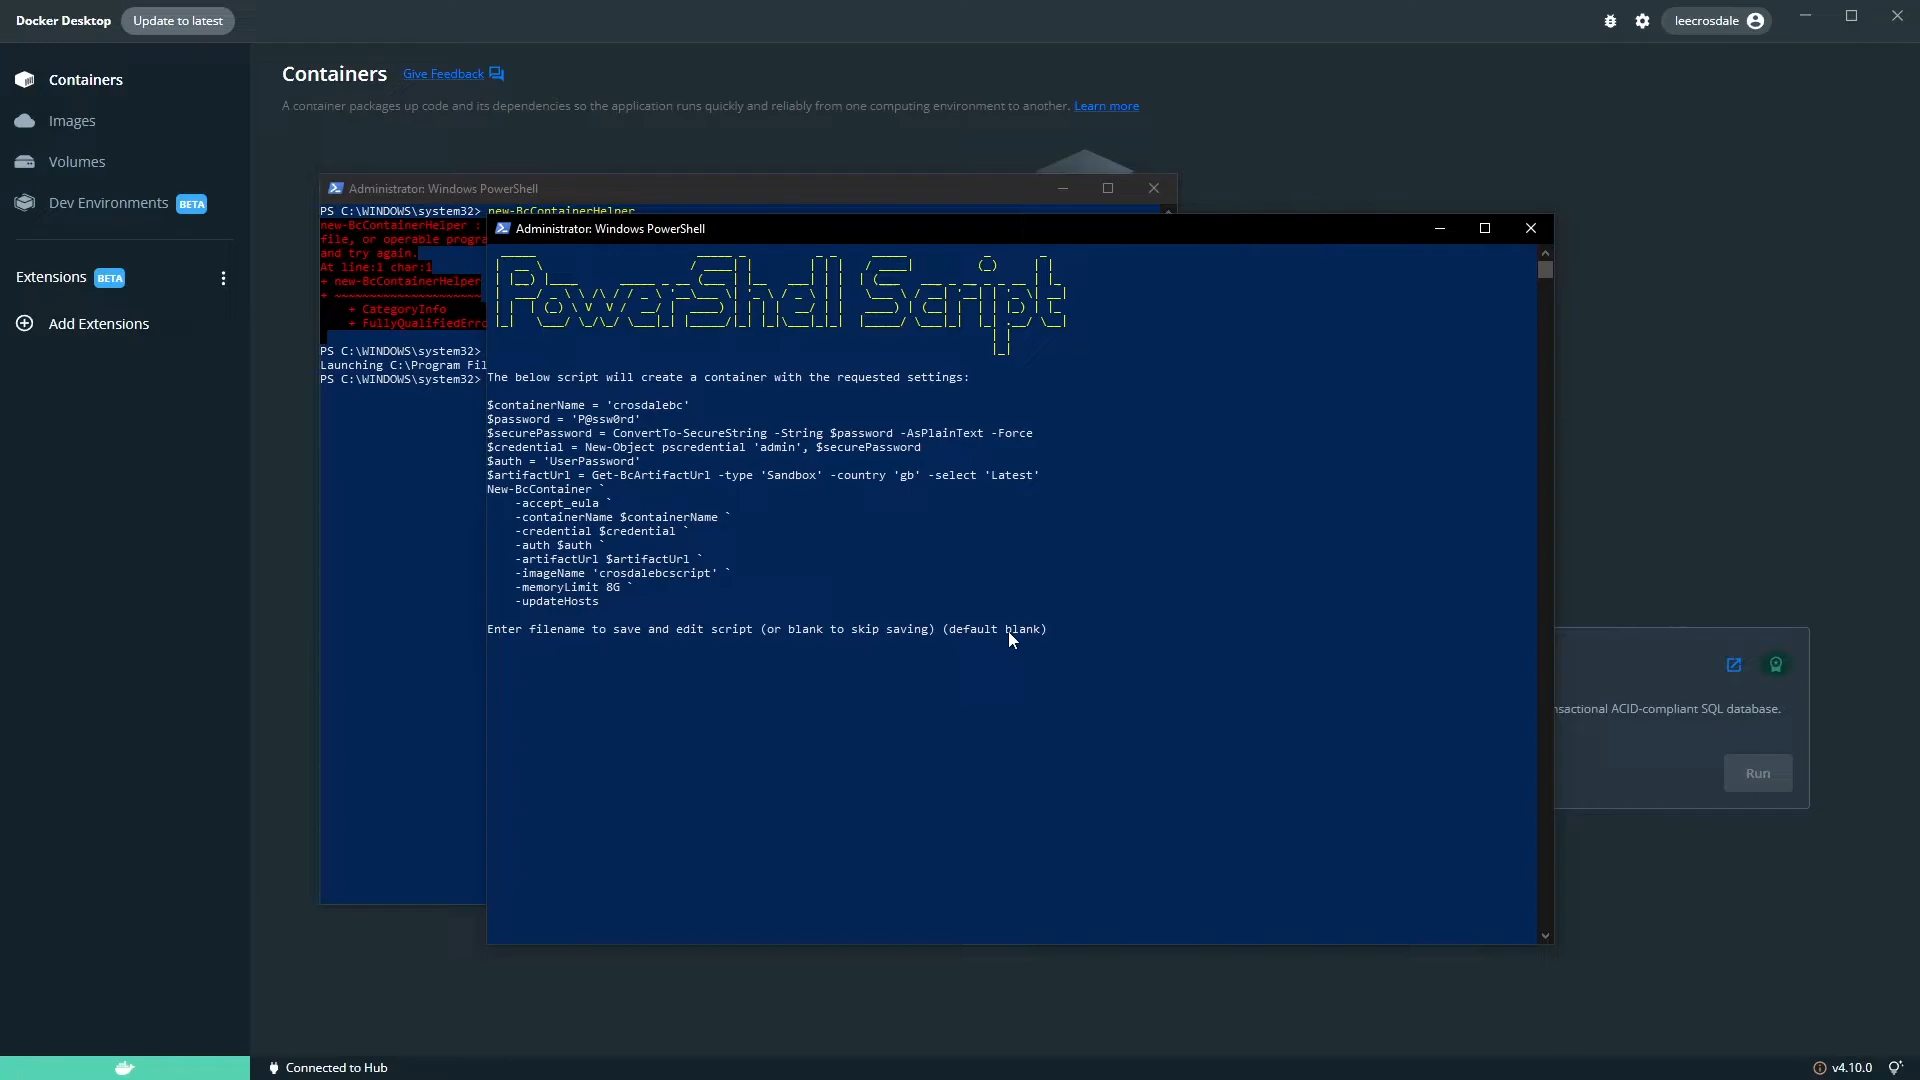 Docker Desktop
Update to latest
leecrosdale
Containers
Images
Volumes
Dev Environments BETA
Extensions BETA
Add Extensions
Containers Give Feedback
A container packages up code and its dependencies so the application runs quickly and reliably from one computing environment to another. Learn more
Administrator: Windows PowerShell
PS C:\WINDOWS\system32> new-BcContainerHelper
new-BcContainerHelper :
file, or operable progra
and try again.
At line:1 char:1
+ new-BcContainerHelper
+ ~~~~~~~~~~~~~~~~~~~~~
+ CategoryInfo
+ FullyQualifiedErro
PS C:\WINDOWS\system32>
Launching C:\Program Fil
PS C:\WINDOWS\system32>
Administrator: Windows PowerShell
PowerShell Script
The below script will create a container with the requested settings:
$containerName = 'crosdalebc'
$password = 'P@ssw0rd'
$securePassword = ConvertTo-SecureString -String $password -AsPlainText -Force
$credential = New-Object pscredential 'admin', $securePassword
$auth = 'UserPassword'
$artifactUrl = Get-BcArtifactUrl -type 'Sandbox' -country 'gb' -select 'Latest'
New-BcContainer `
-accept_eula `
-containerName $containerName `
-credential $credential `
-auth $auth `
-artifactUrl $artifactUrl `
-imageName 'crosdalebcscript' `
-memoryLimit 8G `
-updateHosts
Enter filename to save and edit script (or blank to skip saving) (default blank)
nsactional ACID-compliant SQL database.
Run
Connected to Hub
v4.10.0